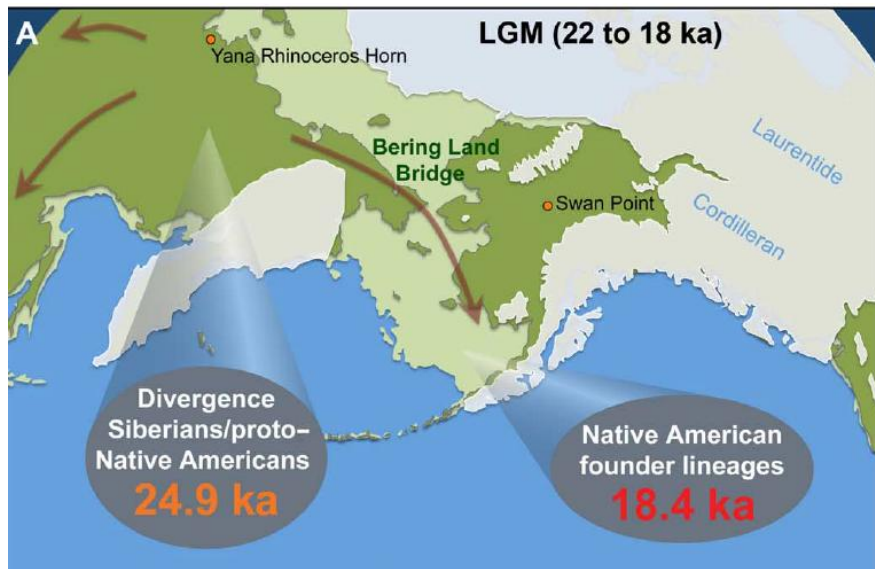 A
LGM (22 to 18 ka)
Yana Rhinoceros Horn
Bering Land
Bridge
Laurentide
Swan Point
Cordilleran
Divergence
Siberians/proto–
Native Americans
24.9 ka
Native American
founder lineages
18.4 ka